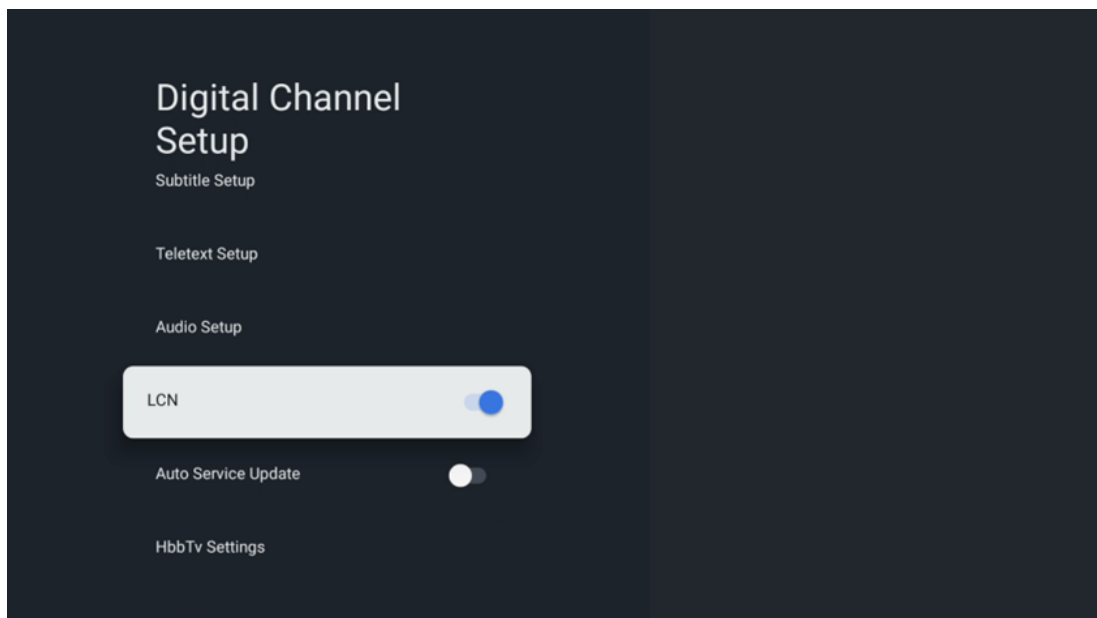 Digital Channel
Setup
Subtitle Setup
Teletext Setup
Audio Setup
LCN
Auto Service Update
HbbTv Settings